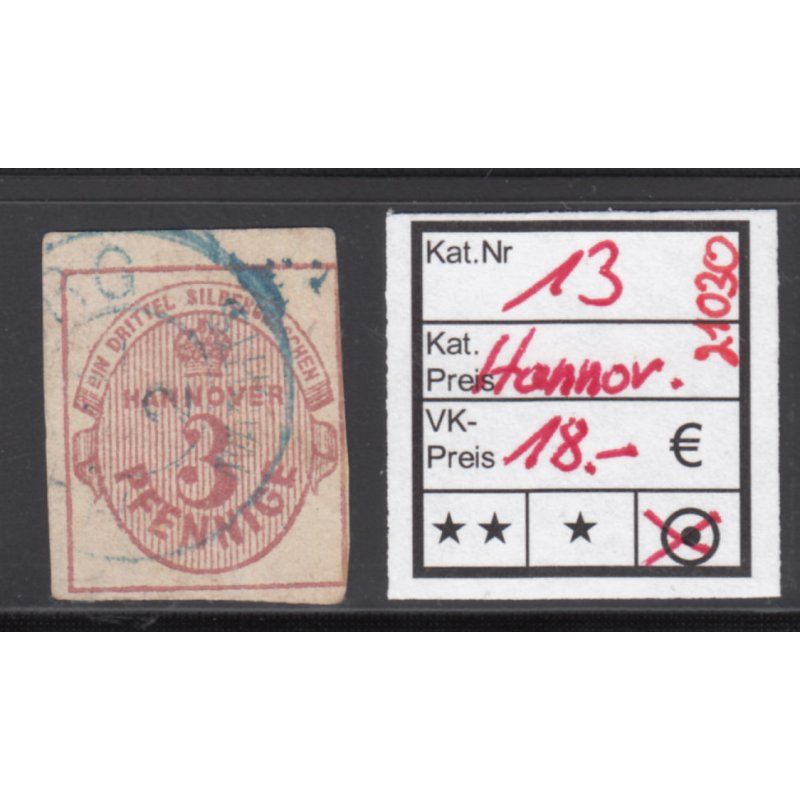 EIN DRITTEL SILBERGROSCHEN
HANNOVER
3
PFENNIGE
Kat.Nr 13
21030
Kat.
Preis Hannov.
VK-
Preis 18.- €